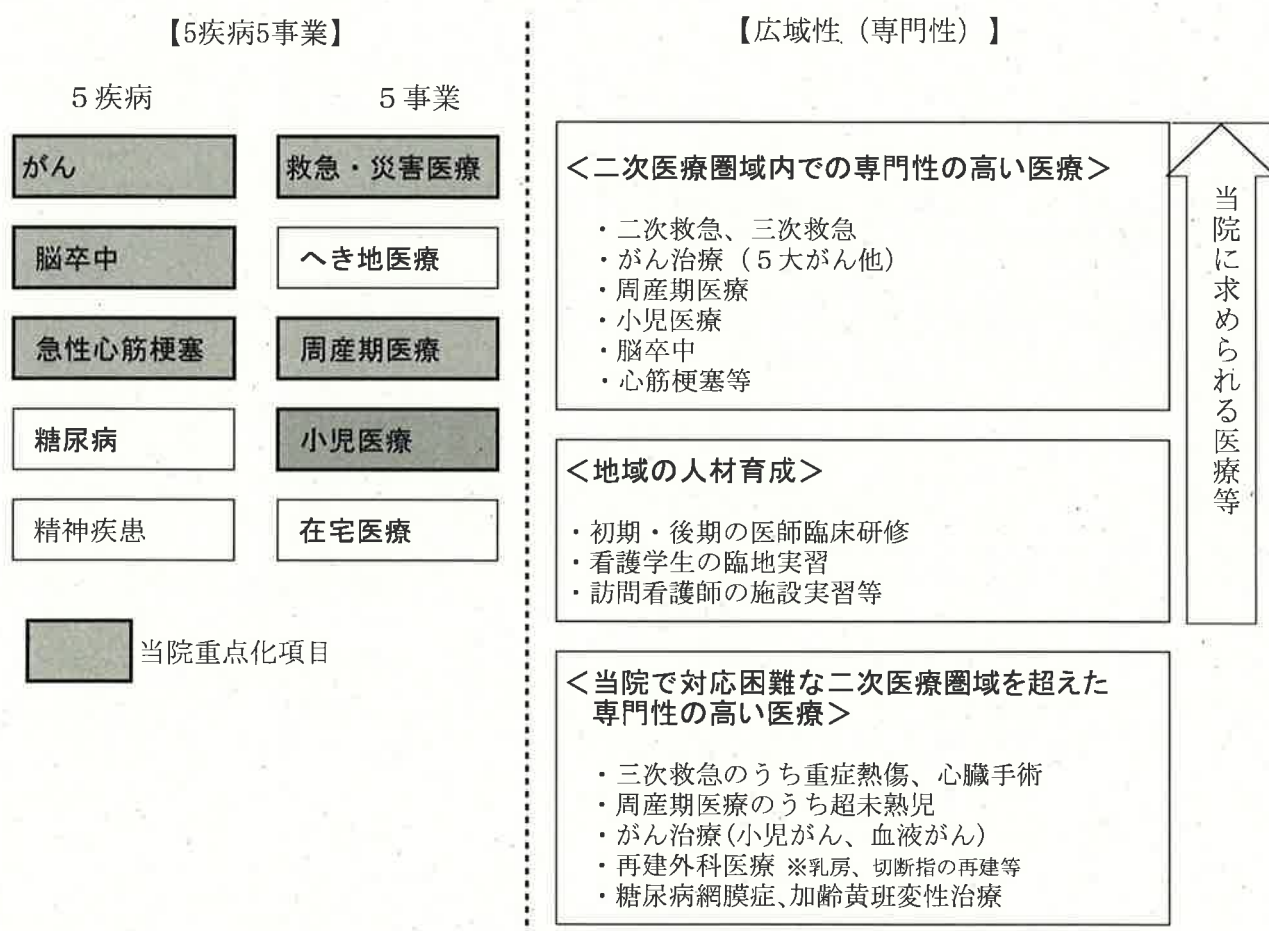 【5疾病5事業】
5疾病
5事業
がん
救急・災害医療
脳卒中
へき地医療
急性心筋梗塞
周産期医療
糖尿病
小児医療
精神疾患
在宅医療
当院重点化項目
【広域性（専門性）】
＜二次医療圏域内での専門性の高い医療＞
・二次救急、三次救急
・がん治療（5大がん他）
・周産期医療
・小児医療
・脳卒中
・心筋梗塞等
＜地域の人材育成＞
・初期・後期の医師臨床研修
・看護学生の臨地実習
・訪問看護師の施設実習等
＜当院で対応困難な二次医療圏域を超えた
専門性の高い医療＞
・三次救急のうち重症熱傷、心臓手術
・周産期医療のうち超未熟児
・がん治療(小児がん、血液がん)
・再建外科医療 ※乳房、切断指の再建等
・糖尿病網膜症、加齢黄斑変性治療
当院に求められる医療等